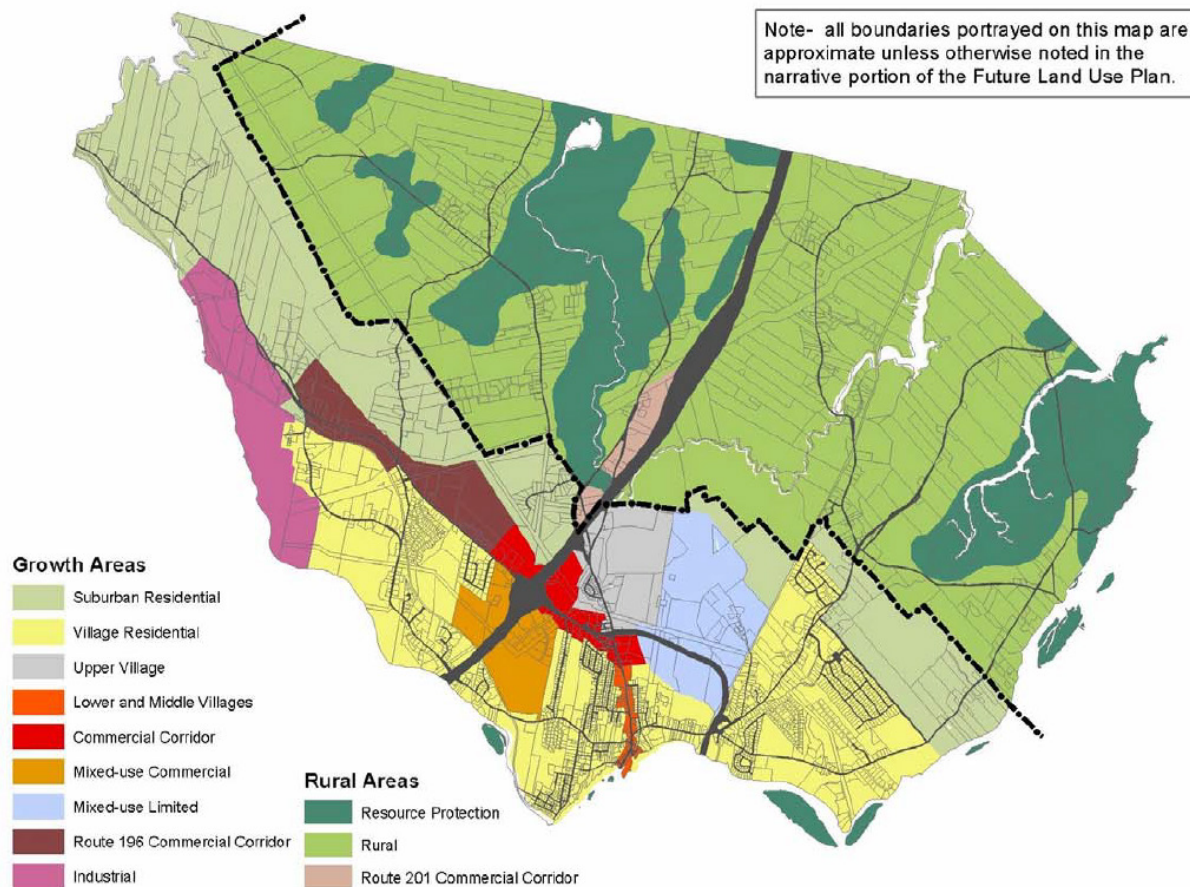 Note- all boundaries portrayed on this map are
approximate unless otherwise noted in the
narrative portion of the Future Land Use Plan.
Growth Areas
Suburban Residential
Village Residential
Upper Village
Lower and Middle Villages
Commercial Corridor
Mixed-use Commercial
Mixed-use Limited
Route 196 Commercial Corridor
Industrial
Rural Areas
Resource Protection
Rural
Route 201 Commercial Corridor